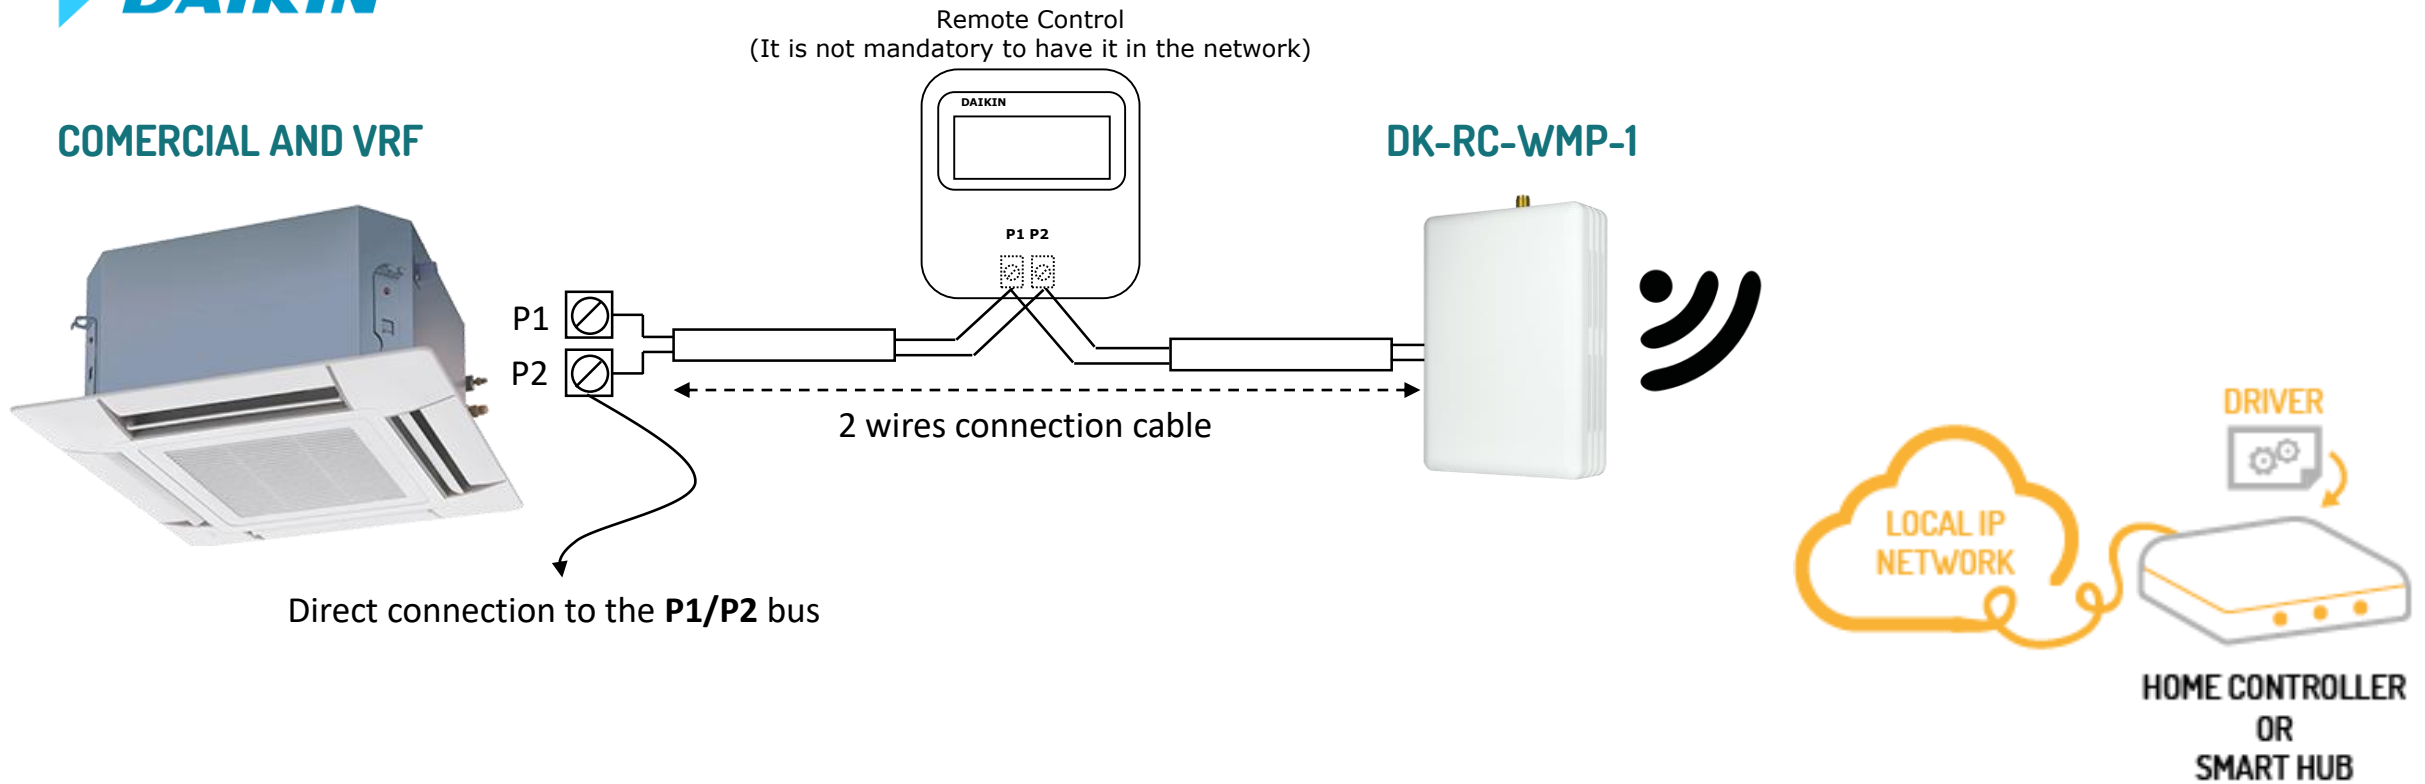 DAIKIN
Remote Control
(It is not mandatory to have it in the network)
DAIKIN
COMERCIAL AND VRF
DK-RC-WMP-1
P1 P2
P1
P2
2 wires connection cable
Direct connection to the P1/P2 bus
DRIVER
LOCAL IP
NETWORK
HOME CONTROLLER
OR
SMART HUB